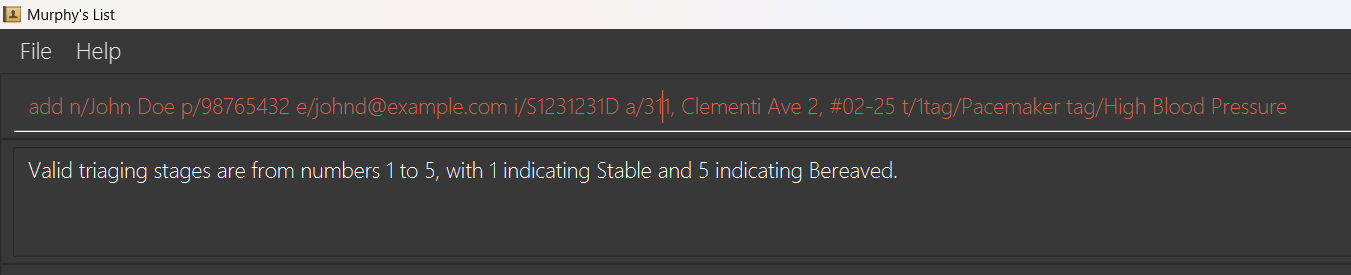 Murphy's List
File Help
add n/John Doe p/98765432 e/johnd@example.com i/S1231231D a/311, Clementi Ave 2, #02-25 t/1tag/Pacemaker tag/High Blood Pressure
Valid triaging stages are from numbers 1 to 5, with 1 indicating Stable and 5 indicating Bereaved.